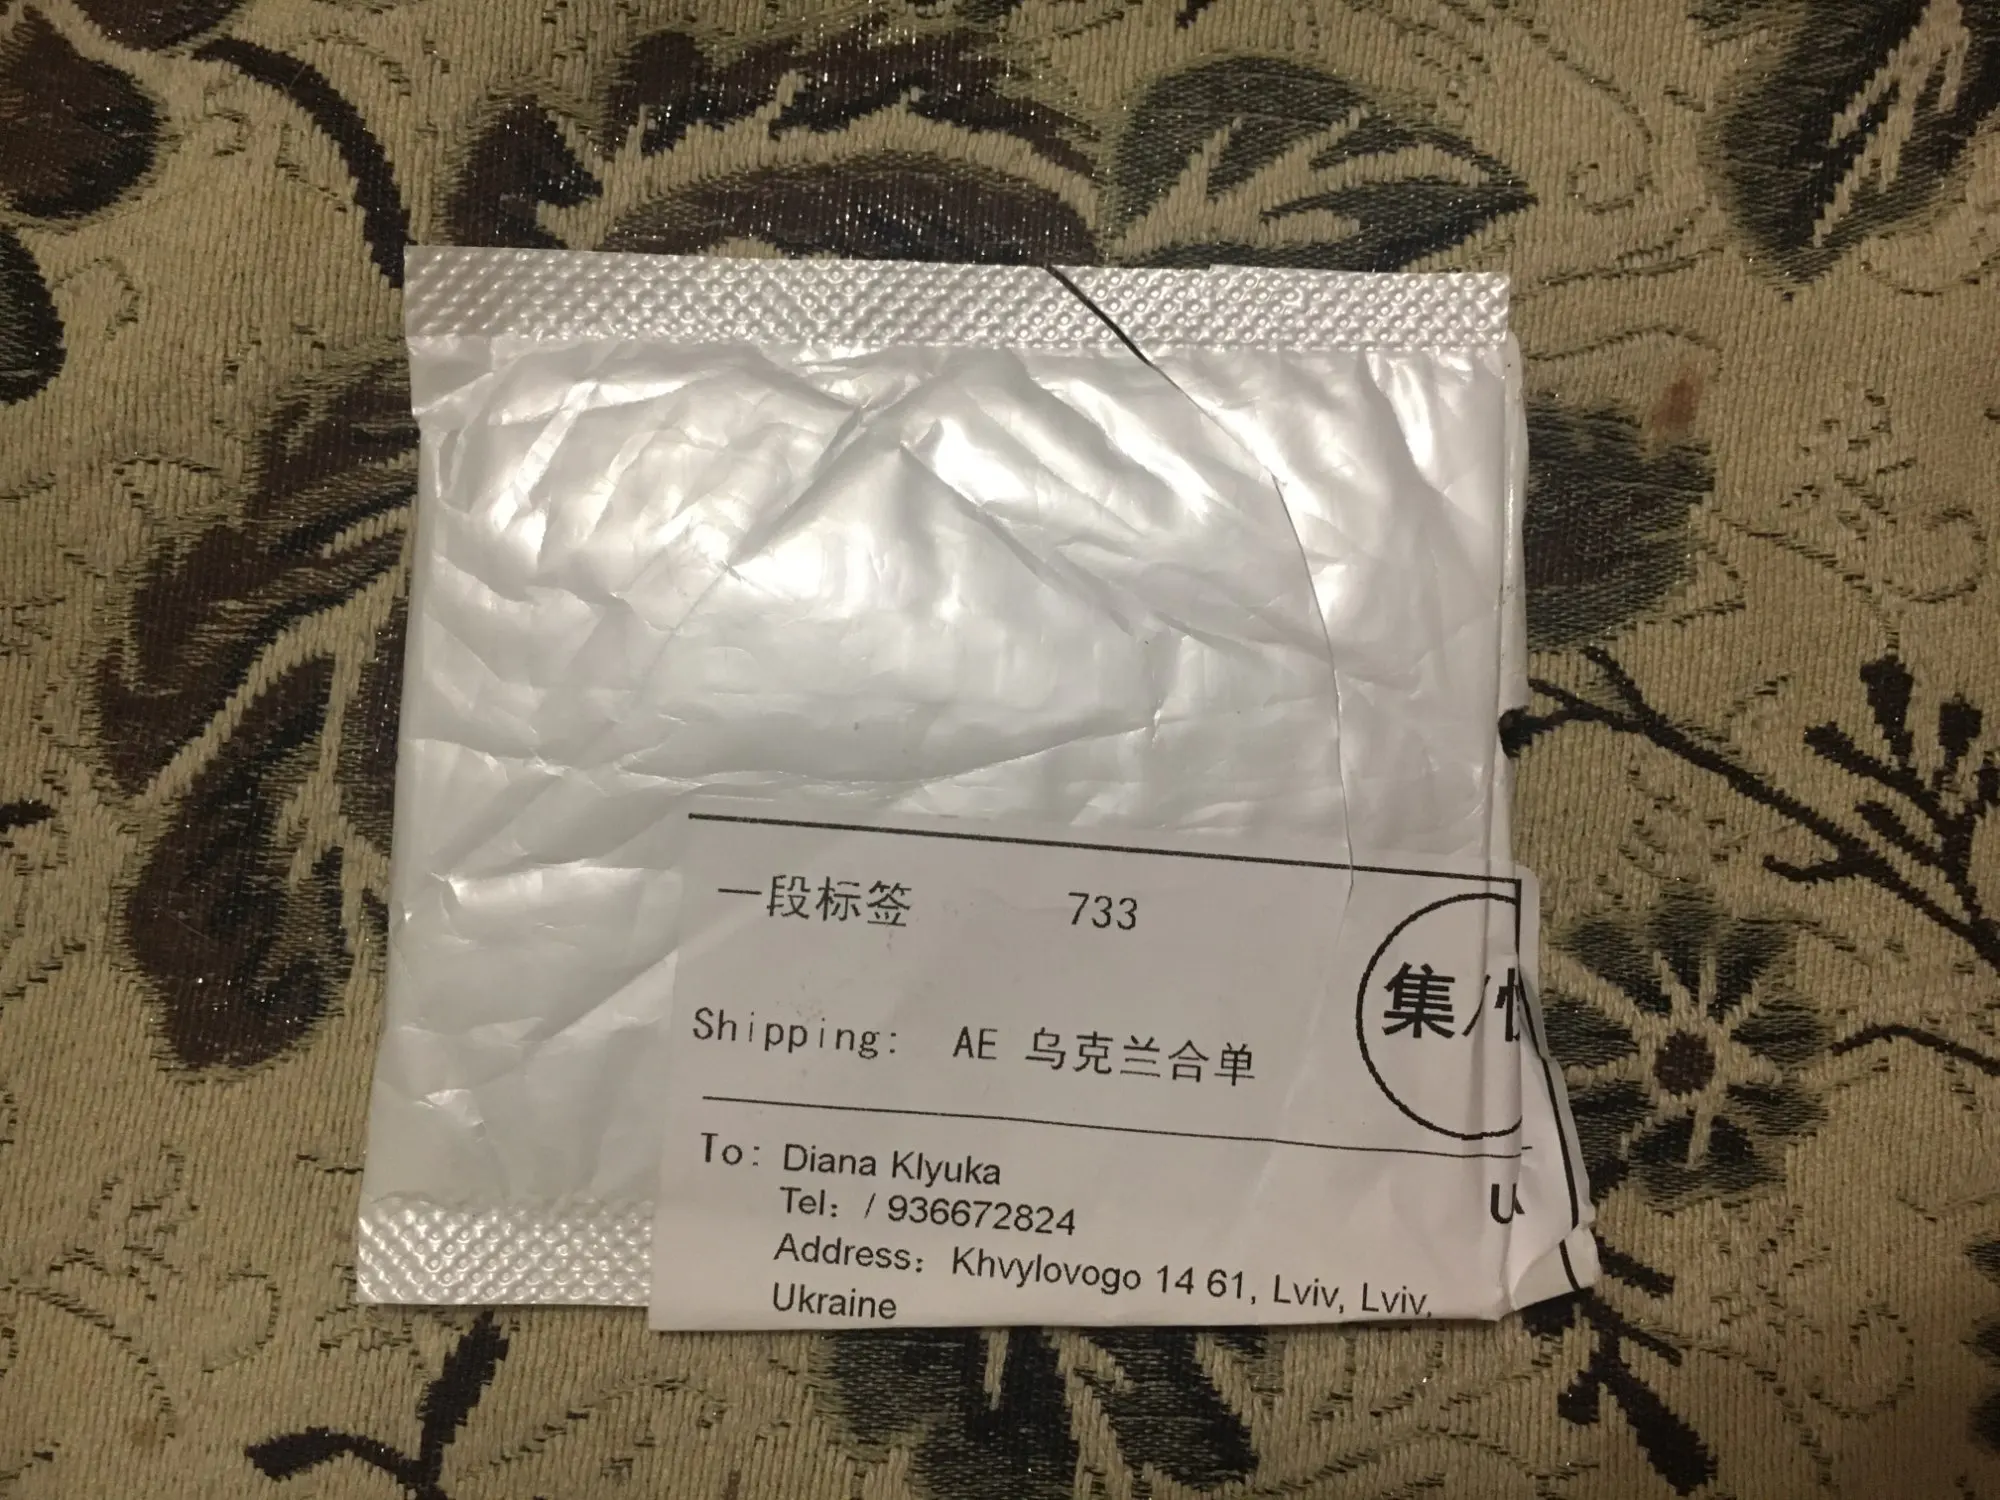 一段标签 733
集
Shipping: AE 乌克兰合单
To: Diana Klyuka
Tel: / 936672824
Address: Khvylovogo 14 61, Lviv, Lviv,
Ukraine